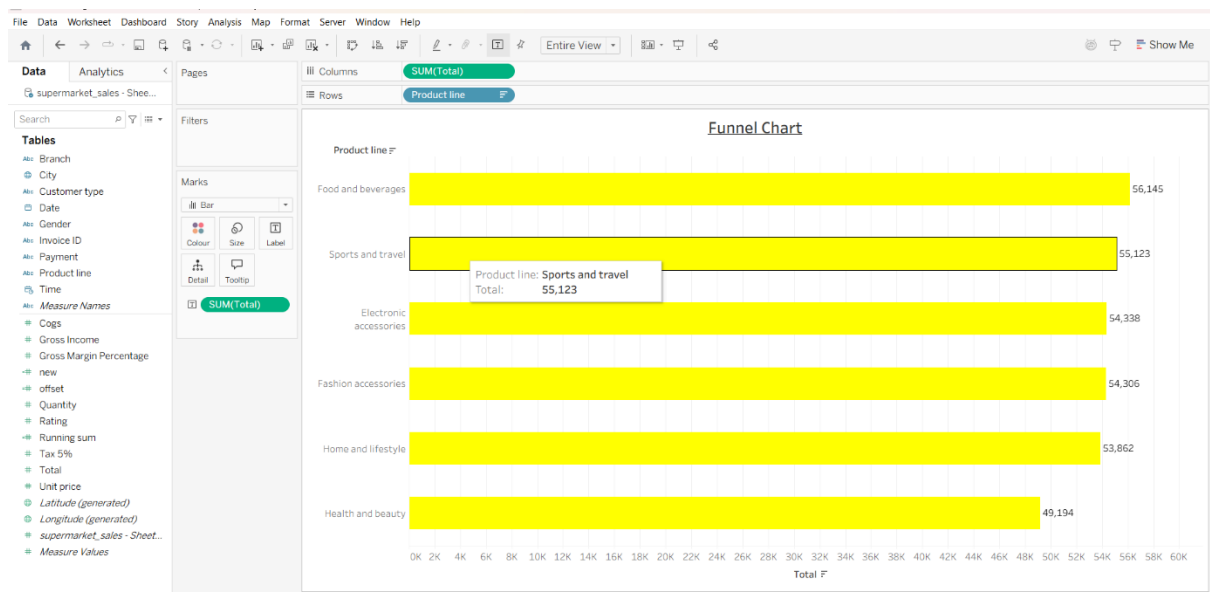 File Data Worksheet Dashboard Story Analysis Map Format Server Window Help
Entire View
Show Me
Data Analytics
supermarket_sales - Shee...
Search
Tables
Abc Branch
City
Abc Customer type
Date
Abc Gender
Abc Invoice ID
Abc Payment
Abc Product line
Time
Abc Measure Names
# Cogs
# Gross Income
# Gross Margin Percentage
=# new
=# offset
# Quantity
# Rating
=# Running sum
# Tax 5%
# Total
# Unit price
Latitude (generated)
Longitude (generated)
# supermarket_sales - Sheet...
# Measure Values
Pages
Filters
Marks
Bar
Colour Size Label
Detail Tooltip
SUM(Total)
Columns SUM(Total)
Rows Product line
Funnel Chart
Product line
Food and beverages 56,145
Sports and travel 55,123
Product line: Sports and travel
Total: 55,123
Electronic
accessories 54,338
Fashion accessories 54,306
Home and lifestyle 53,862
Health and beauty 49,194
0K 2K 4K 6K 8K 10K 12K 14K 16K 18K 20K 22K 24K 26K 28K 30K 32K 34K 36K 38K 40K 42K 44K 46K 48K 50K 52K 54K 56K 58K 60K
Total